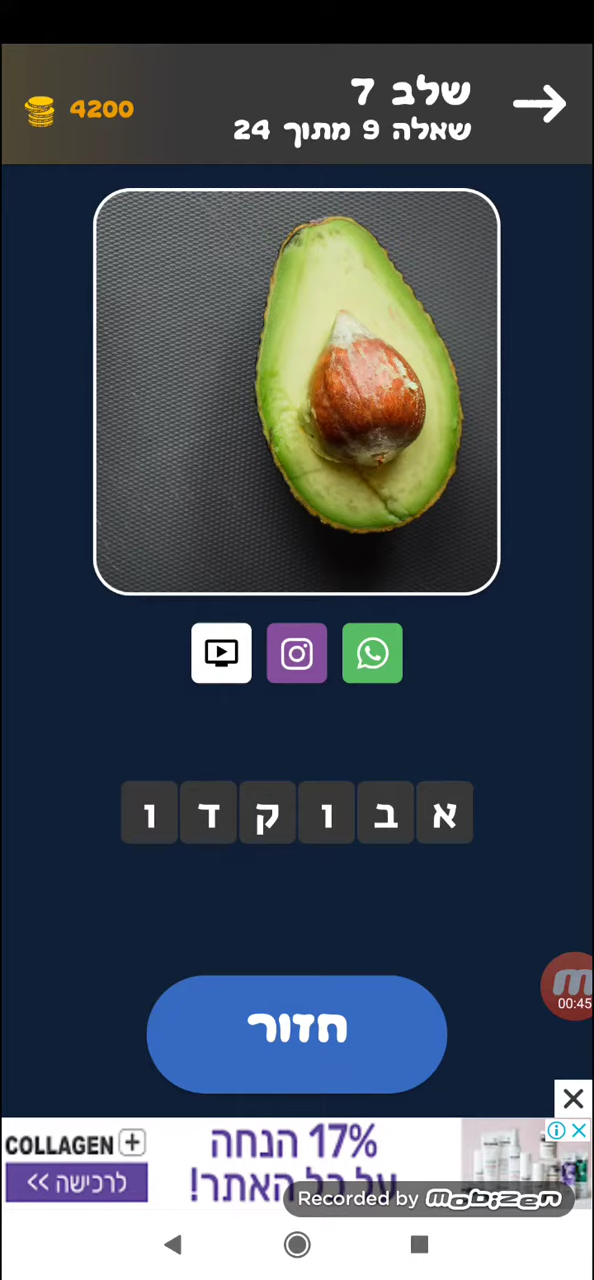 שלב 7
4200
שאלה 9 מתוך 24
אבוקדו
00:45
חזור
COLLAGEN+
17% הנחה
על כל האתר!
לרכישה >>
Recorded by mobizen